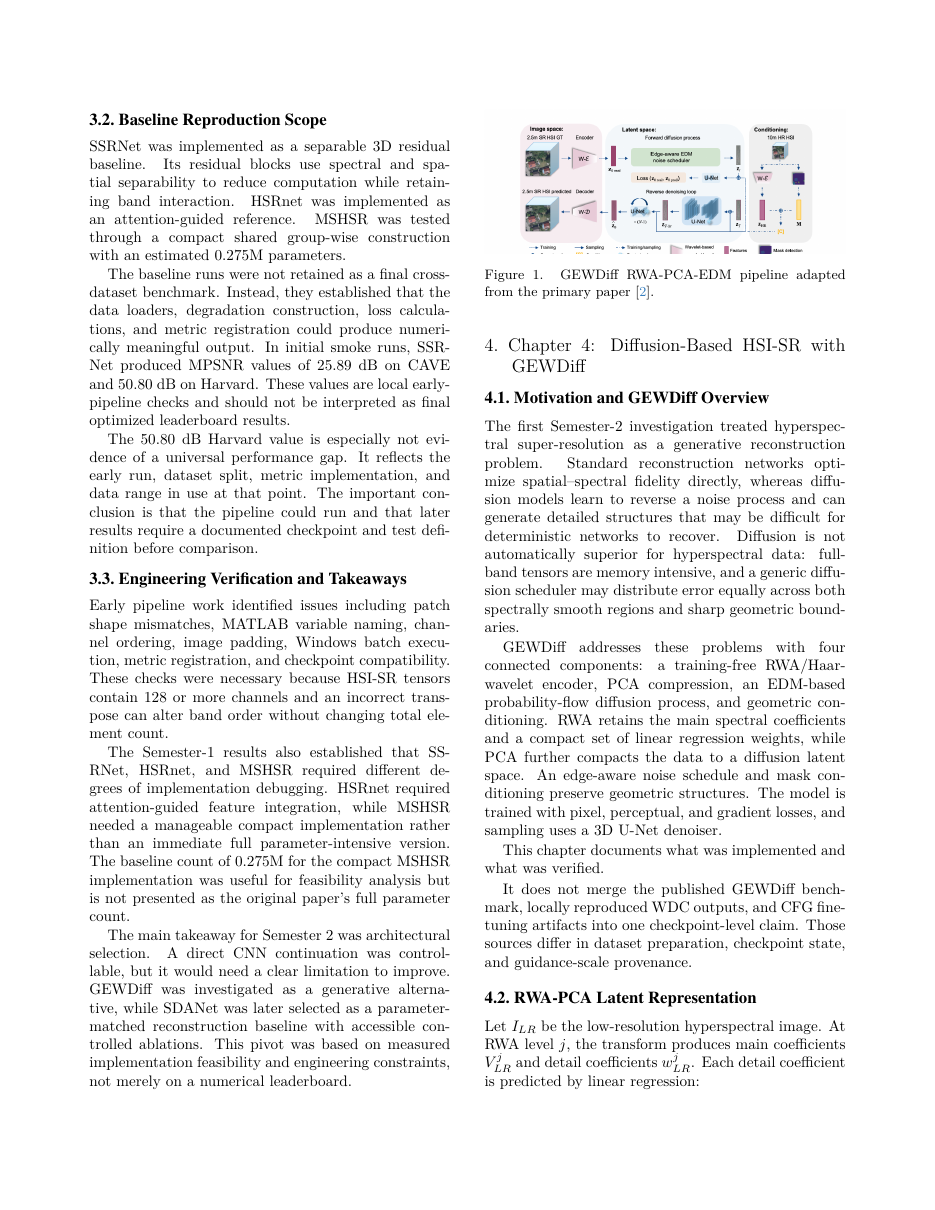 3.2. Baseline Reproduction Scope
SSRNet was implemented as a separable 3D residual
baseline. Its residual blocks use spectral and spa-
tial separability to reduce computation while retain-
ing band interaction. HSRnet was implemented as
an attention-guided reference. MSHSR was tested
through a compact shared group-wise construction
with an estimated 0.275M parameters.
The baseline runs were not retained as a final cross-
dataset benchmark. Instead, they established that the
data loaders, degradation construction, loss calcula-
tions, and metric registration could produce numeri-
cally meaningful output. In initial smoke runs, SSR-
Net produced MPSNR values of 25.89 dB on CAVE
and 50.80 dB on Harvard. These values are local early-
pipeline checks and should not be interpreted as final
optimized leaderboard results.
The 50.80 dB Harvard value is especially not evi-
dence of a universal performance gap. It reflects the
early run, dataset split, metric implementation, and
data range in use at that point. The important con-
clusion is that the pipeline could run and that later
results require a documented checkpoint and test defi-
nition before comparison.
3.3. Engineering Verification and Takeaways
Early pipeline work identified issues including patch
shape mismatches, MATLAB variable naming, chan-
nel ordering, image padding, Windows batch execu-
tion, metric registration, and checkpoint compatibility.
These checks were necessary because HSI-SR tensors
contain 128 or more channels and an incorrect trans-
pose can alter band order without changing total ele-
ment count.
The Semester-1 results also established that SS-
RNet, HSRnet, and MSHSR required different de-
grees of implementation debugging. HSRnet required
attention-guided feature integration, while MSHSR
needed a manageable compact implementation rather
than an immediate full parameter-intensive version.
The baseline count of 0.275M for the compact MSHSR
implementation was useful for feasibility analysis but
is not presented as the original paper's full parameter
count.
The main takeaway for Semester 2 was architectural
selection. A direct CNN continuation was control-
lable, but it would need a clear limitation to improve.
GEWDiff was investigated as a generative alterna-
tive, while SDANet was later selected as a parameter-
matched reconstruction baseline with accessible con-
trolled ablations. This pivot was based on measured
implementation feasibility and engineering constraints,
not merely on a numerical leaderboard.
Image space:
2.5m SR HSI GT Encoder
W-E
2.5m SR HSI predicted Decoder
W-D
Latent space:
Forward diffusion process
Edge-aware EDM
noise scheduler
U-Net
Reverse denoising loop
U-Net
U-Net
Conditioning:
10m HR HSI
W-E
M
Training Sampling Training/sampling Wavelet-based Features Mask detection
Figure 1. GEWDiff RWA-PCA-EDM pipeline adapted
from the primary paper [2].
4. Chapter 4: Diffusion-Based HSI-SR with
GEWDiff
4.1. Motivation and GEWDiff Overview
The first Semester-2 investigation treated hyperspec-
tral super-resolution as a generative reconstruction
problem. Standard reconstruction networks opti-
mize spatial–spectral fidelity directly, whereas diffu-
sion models learn to reverse a noise process and can
generate detailed structures that may be difficult for
deterministic networks to recover. Diffusion is not
automatically superior for hyperspectral data: full-
band tensors are memory intensive, and a generic diffu-
sion scheduler may distribute error equally across both
spectrally smooth regions and sharp geometric bound-
aries.
GEWDiff addresses these problems with four
connected components: a training-free RWA/Haar-
wavelet encoder, PCA compression, an EDM-based
probability-flow diffusion process, and geometric con-
ditioning. RWA retains the main spectral coefficients
and a compact set of linear regression weights, while
PCA further compacts the data to a diffusion latent
space. An edge-aware noise schedule and mask con-
ditioning preserve geometric structures. The model is
trained with pixel, perceptual, and gradient losses, and
sampling uses a 3D U-Net denoiser.
This chapter documents what was implemented and
what was verified.
It does not merge the published GEWDiff bench-
mark, locally reproduced WDC outputs, and CFG fine-
tuning artifacts into one checkpoint-level claim. Those
sources differ in dataset preparation, checkpoint state,
and guidance-scale provenance.
4.2. RWA-PCA Latent Representation
Let I_{LR} be the low-resolution hyperspectral image. At
RWA level j, the transform produces main coefficients
V^j_{LR} and detail coefficients w^j_{LR}. Each detail coefficient
is predicted by linear regression: